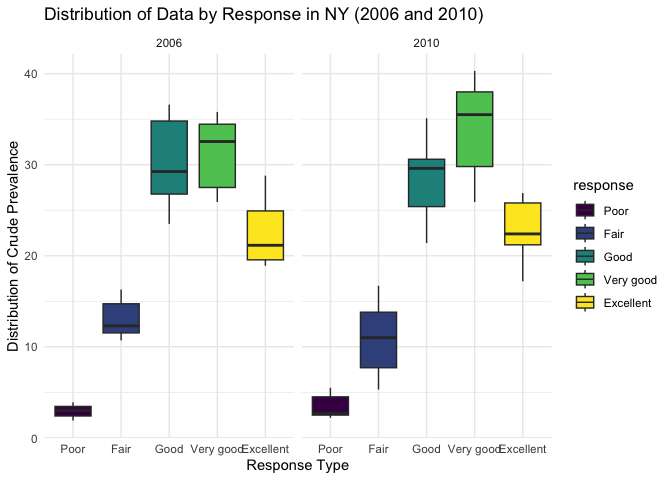 Distribution of Data by Response in NY (2006 and 2010)
2006
2010
Distribution of Crude Prevalence
40
30
20
10
0
Poor Fair Good Very good Excellent
Poor Fair Good Very good Excellent
Response Type
response
Poor
Fair
Good
Very good
Excellent